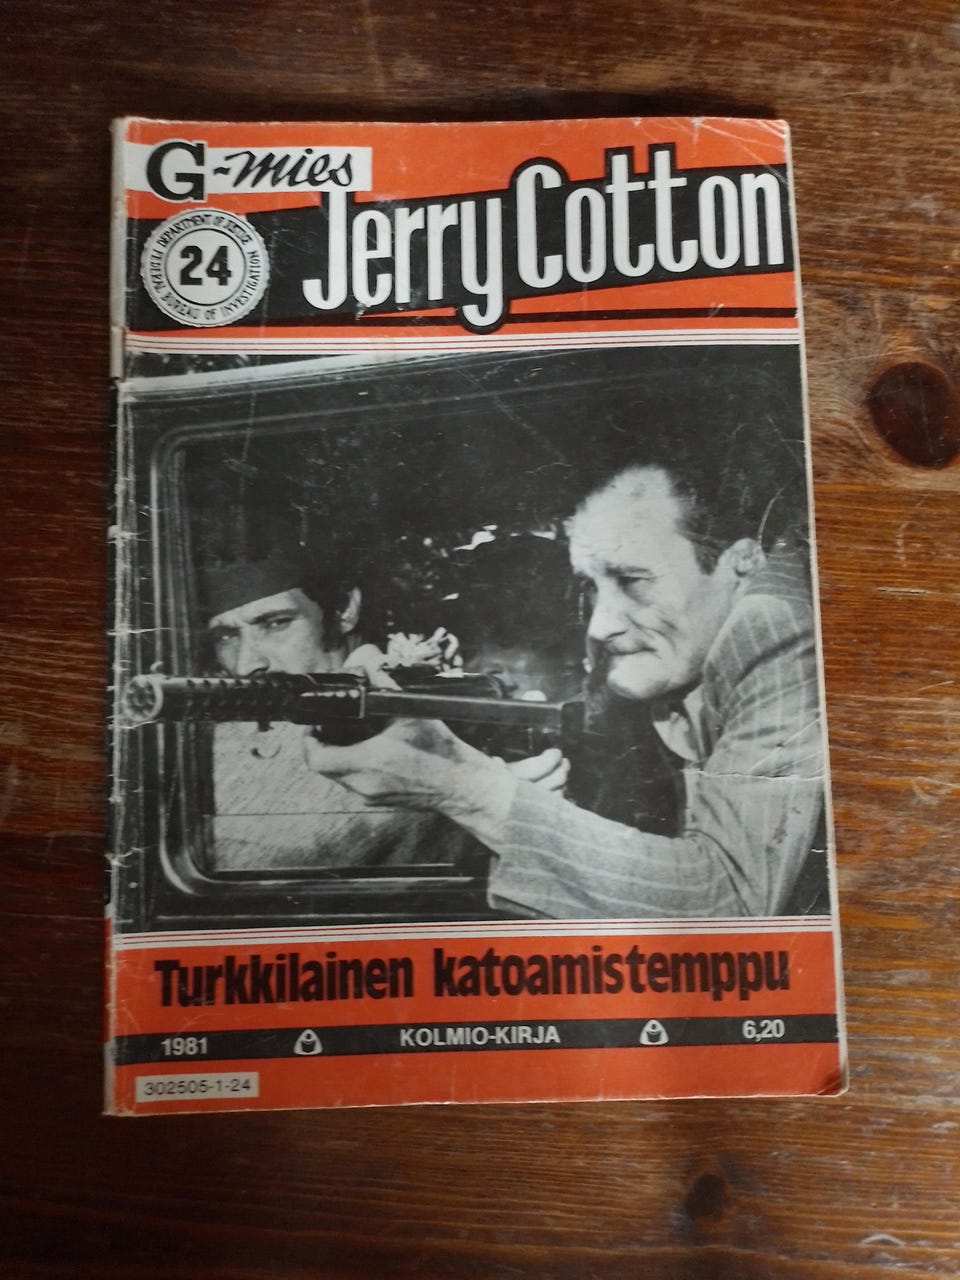 G-mies
Jerry Cotton
DEPARTMENT OF JUSTICE
24
FEDERAL BUREAU OF INVESTIGATION
Turkkilainen katoamistemppu
1981 KOLMIO-KIRJA 6,20
302505-1-24